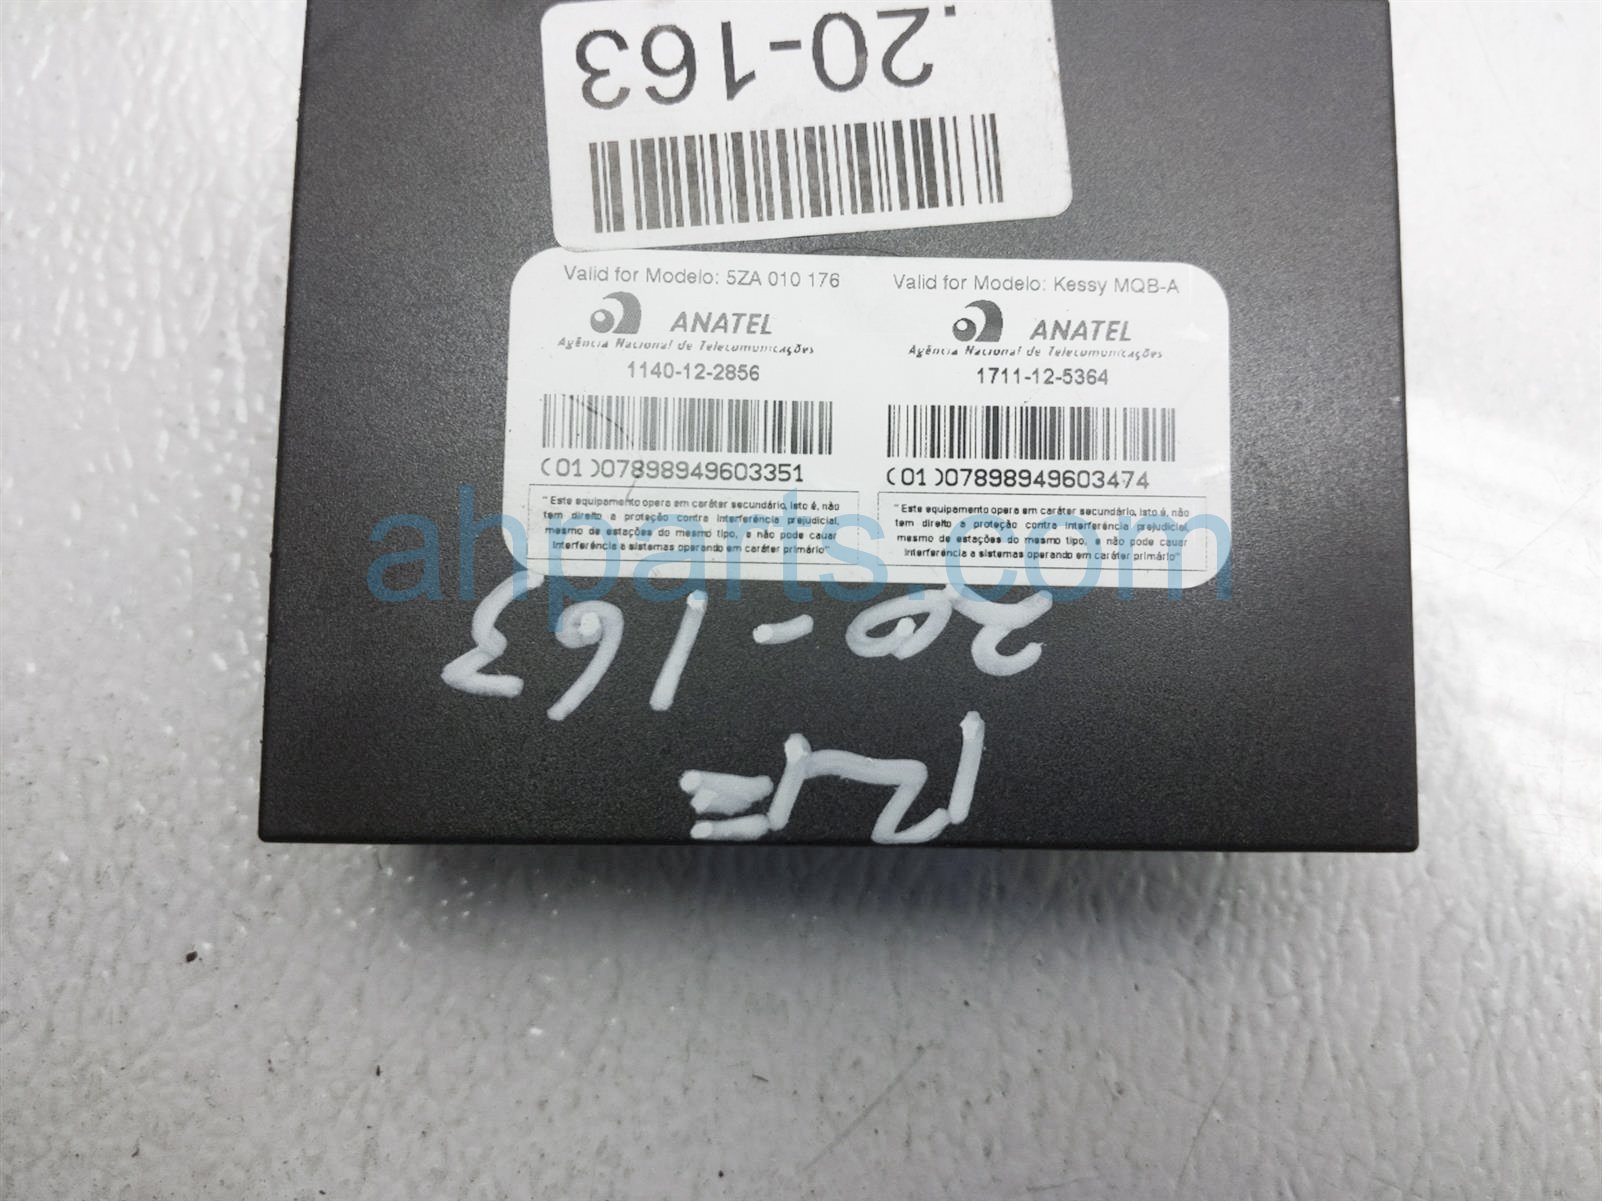 .20-163
Valid for Modelo: 5ZA 010 176
ANATEL
Agência Nacional de Telecomunicações
1140-12-2856
(01)07898949603351
"Este equipamento opera em caráter secundário, isto é, não
tem direito a proteção contra interferência prejudicial,
mesmo de estações do mesmo tipo, e não pode causar
interferência a sistemas operando em caráter primário"
Valid for Modelo: Kessy MQB-A
ANATEL
Agência Nacional de Telecomunicações
1711-12-5364
(01)07898949603474
"Este equipamento opera em caráter secundário, isto é, não
tem direito a proteção contra interferência prejudicial,
mesmo de estações do mesmo tipo, e não pode causar
interferência a sistemas operando em caráter primário"
ahparts.com
20-163